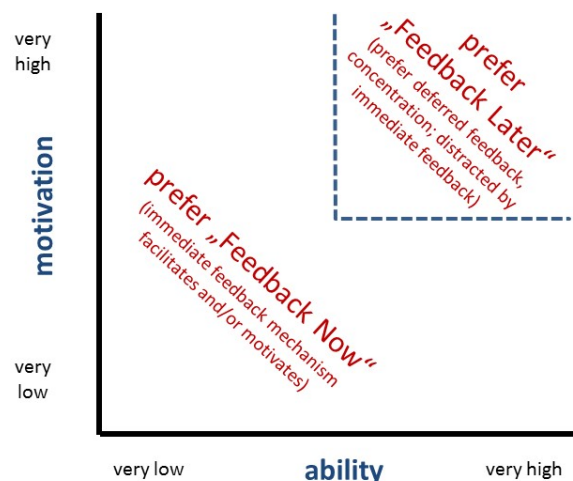 very
high
motivation
very
low
prefer
„Feedback Later“
(prefer deferred feedback,
concentration; distracted by
immediate feedback)
prefer „Feedback Now“
(immediate feedback mechanism
facilitates and/or motivates)
very low
ability
very high